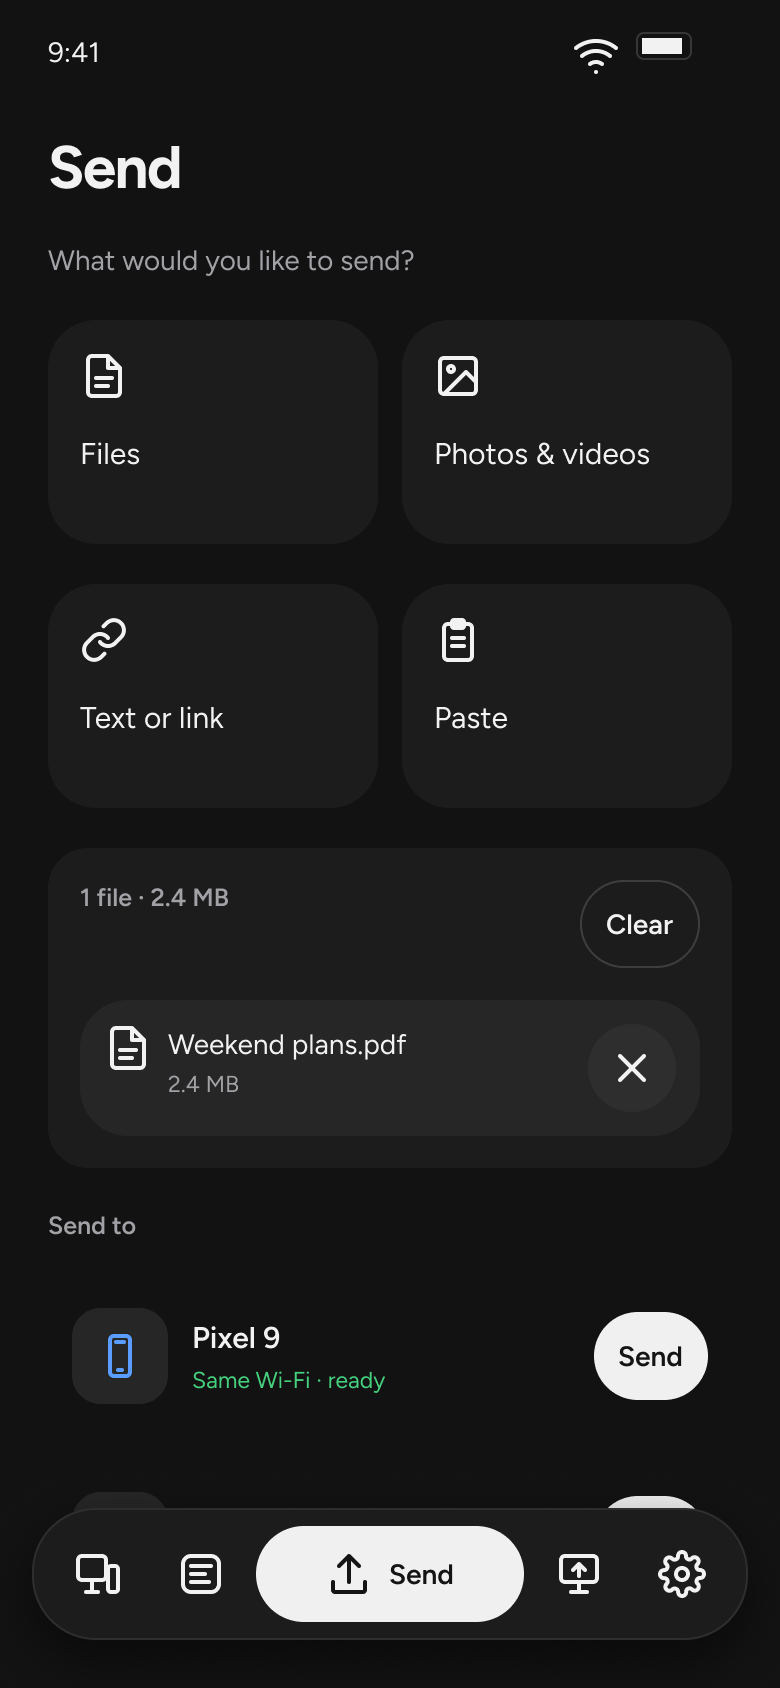 9:41
Send
What would you like to send?
Files
Photos & videos
Text or link
Paste
1 file · 2.4 MB
Clear
Weekend plans.pdf
2.4 MB
Send to
Pixel 9
Same Wi-Fi · ready
Send
Send